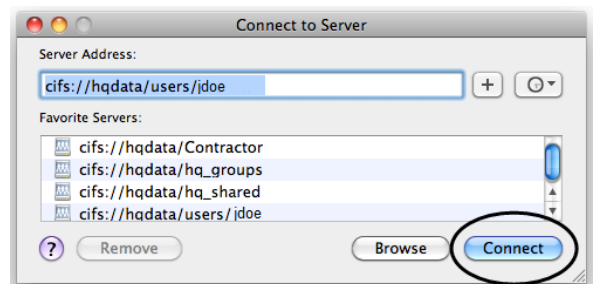 Connect to Server
Server Address:
cifs://hqdata/users/jdoe
+
Favorite Servers:
cifs://hqdata/Contractor
cifs://hqdata/hq_groups
cifs://hqdata/hq_shared
cifs://hqdata/users/jdoe
? Remove Browse Connect